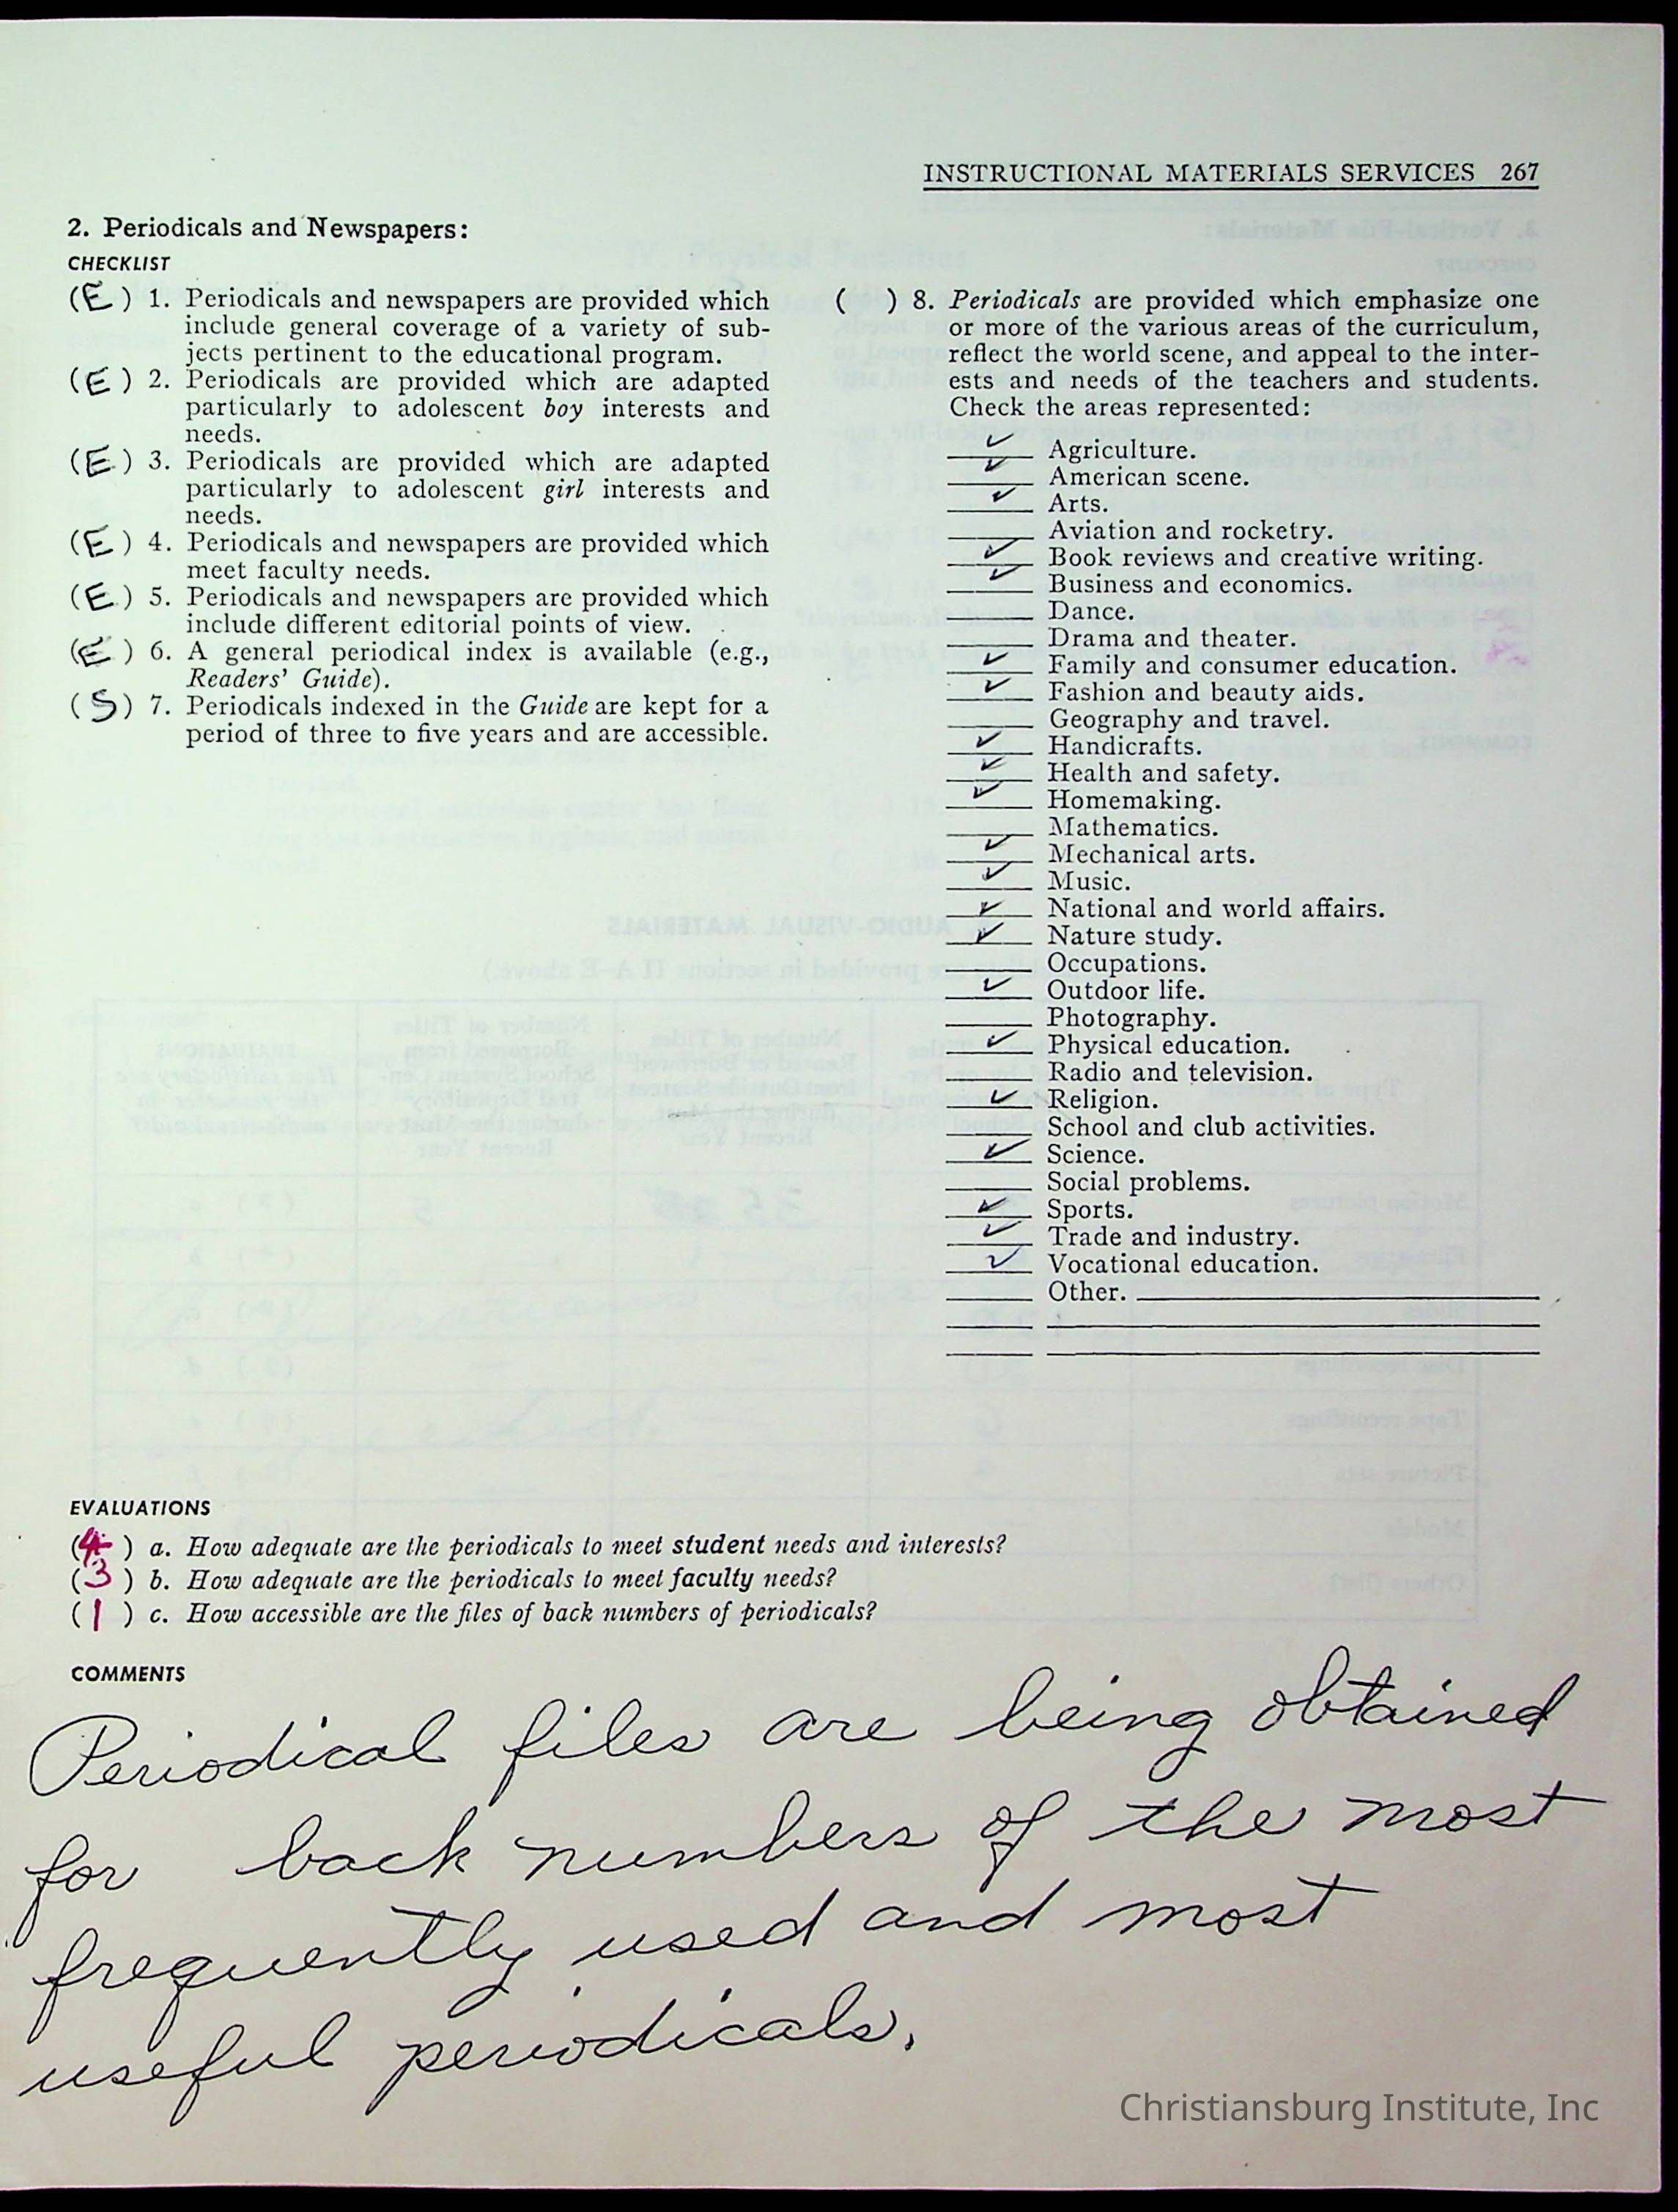 INSTRUCTIONAL MATERIALS SERVICES 267
2. Periodicals and Newspapers:
CHECKLIST
(E) 1. Periodicals and newspapers are provided which
include general coverage of a variety of sub-
jects pertinent to the educational program.
(E) 2. Periodicals are provided which are adapted
particularly to adolescent boy interests and
needs.
(E) 3. Periodicals are provided which are adapted
particularly to adolescent girl interests and
needs.
(E) 4. Periodicals and newspapers are provided which
meet faculty needs.
(E) 5. Periodicals and newspapers are provided which
include different editorial points of view.
(E) 6. A general periodical index is available (e.g.,
Readers' Guide).
(S) 7. Periodicals indexed in the Guide are kept for a
period of three to five years and are accessible.
( ) 8. Periodicals are provided which emphasize one
or more of the various areas of the curriculum,
reflect the world scene, and appeal to the inter-
ests and needs of the teachers and students.
Check the areas represented:
✓ Agriculture.
✓ American scene.
✓ Arts.
Aviation and rocketry.
✓ Book reviews and creative writing.
✓ Business and economics.
Dance.
Drama and theater.
✓ Family and consumer education.
✓ Fashion and beauty aids.
Geography and travel.
✓ Handicrafts.
✓ Health and safety.
✓ Homemaking.
Mathematics.
✓ Mechanical arts.
✓ Music.
✓ National and world affairs.
✓ Nature study.
Occupations.
✓ Outdoor life.
Photography.
✓ Physical education.
Radio and television.
✓ Religion.
School and club activities.
✓ Science.
Social problems.
✓ Sports.
✓ Trade and industry.
✓ Vocational education.
Other.
EVALUATIONS
(4) a. How adequate are the periodicals to meet student needs and interests?
(3) b. How adequate are the periodicals to meet faculty needs?
(1) c. How accessible are the files of back numbers of periodicals?
COMMENTS
Periodical files are being obtained
for back numbers of the most
frequently used and most
useful periodicals.
Christiansburg Institute, Inc